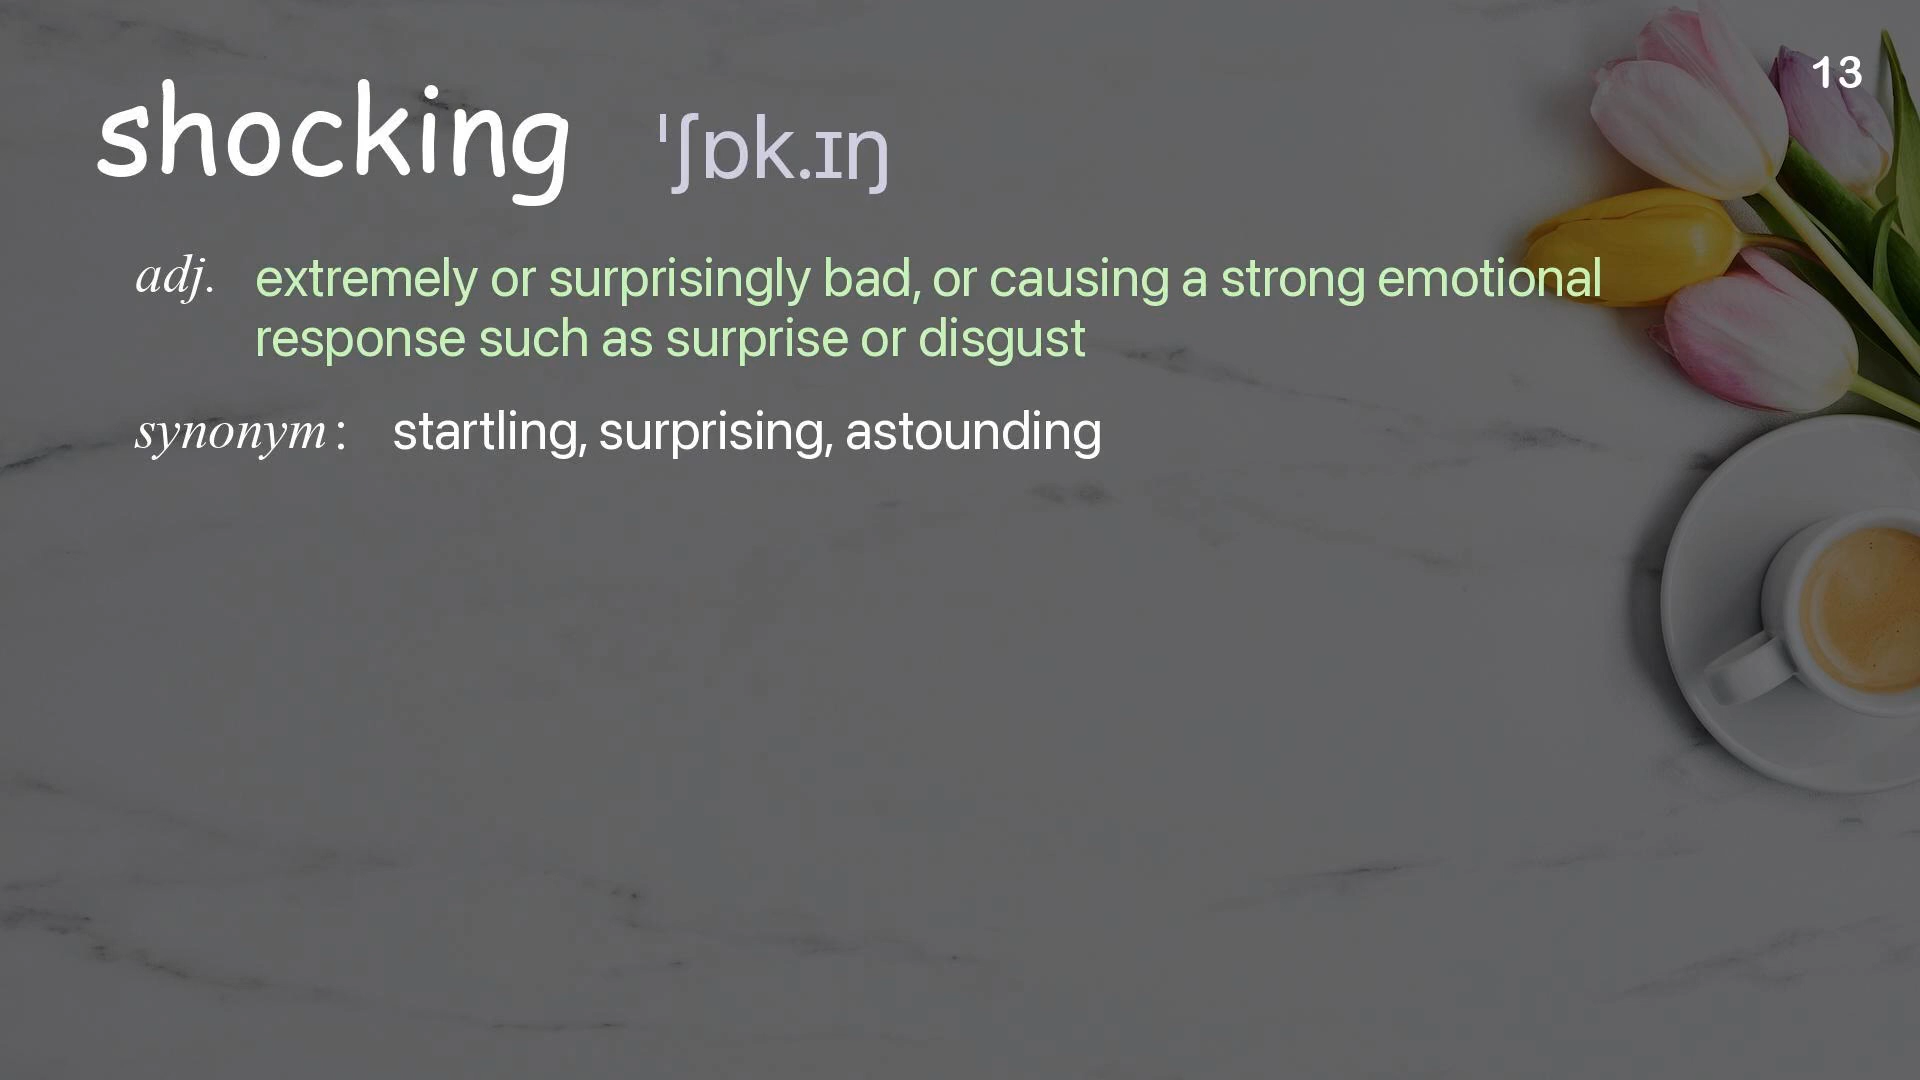 13
shocking ˈʃɒk.ɪŋ
adj. extremely or surprisingly bad, or causing a strong emotional
response such as surprise or disgust
synonym: startling, surprising, astounding